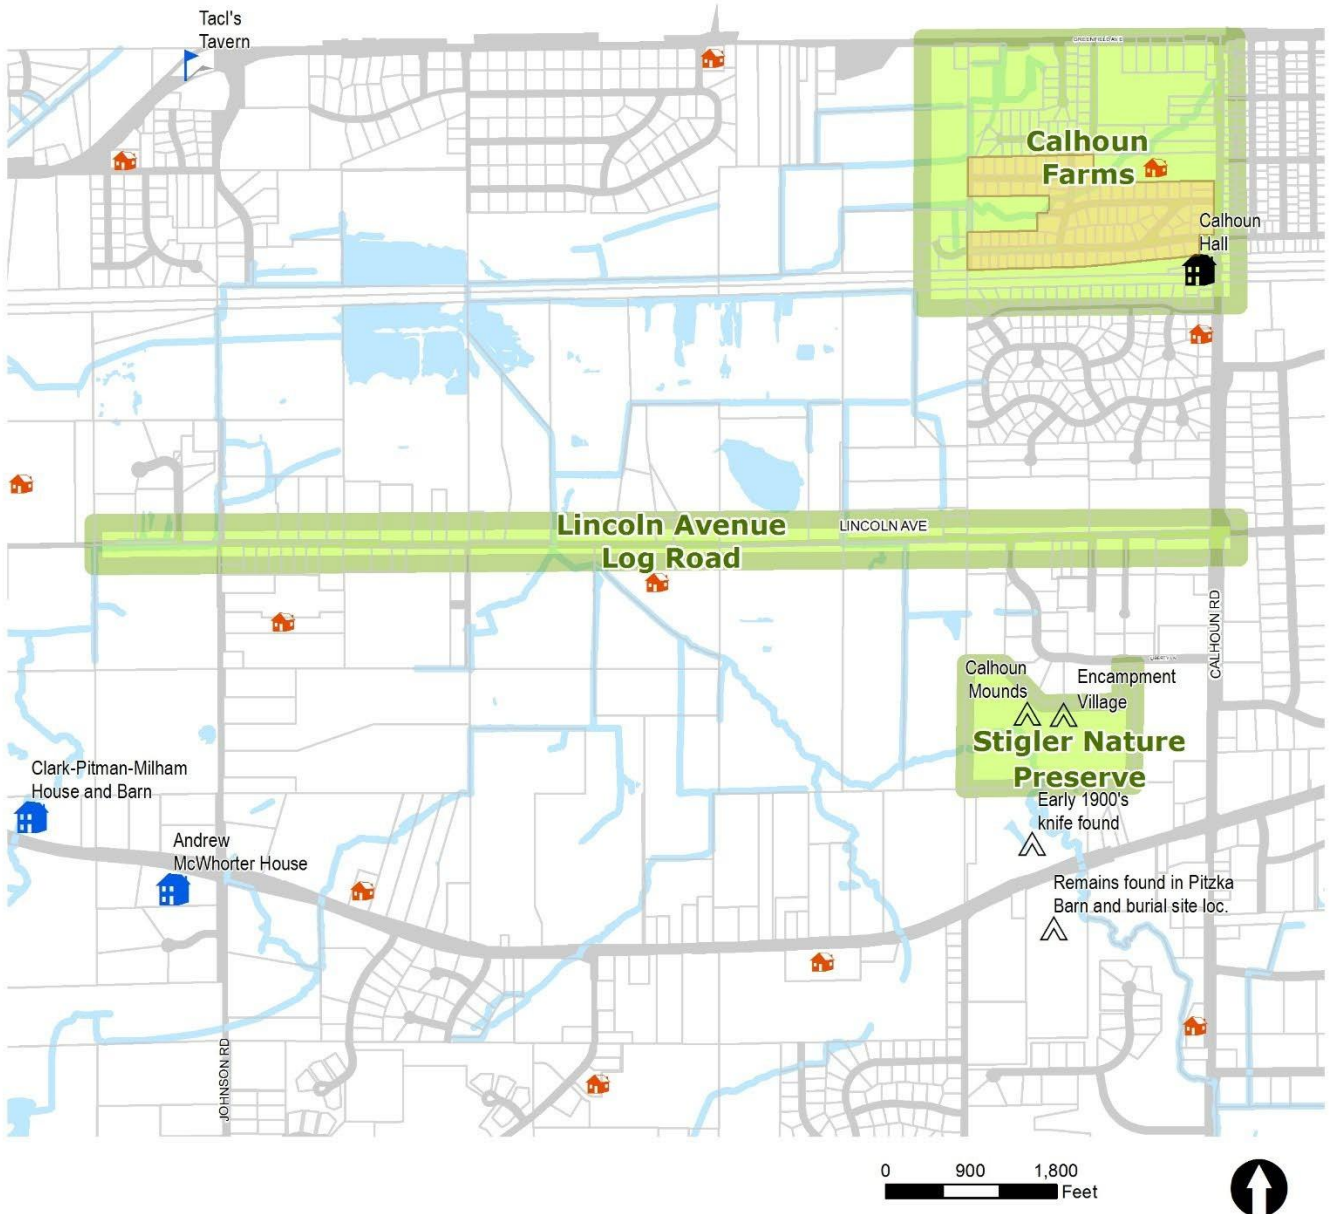 Tacl's
Tavern
GREENFIELD AVE
Calhoun
Farms
Calhoun
Hall
Lincoln Avenue
Log Road
LINCOLN AVE
CALHOUN RD
Calhoun
Mounds
Encampment
Village
Stigler Nature
Preserve
Clark-Pitman-Milham
House and Barn
Early 1900's
knife found
Andrew
McWhorter House
Remains found in Pitzka
Barn and burial site loc.
JOHNSON RD
0 900 1,800
Feet